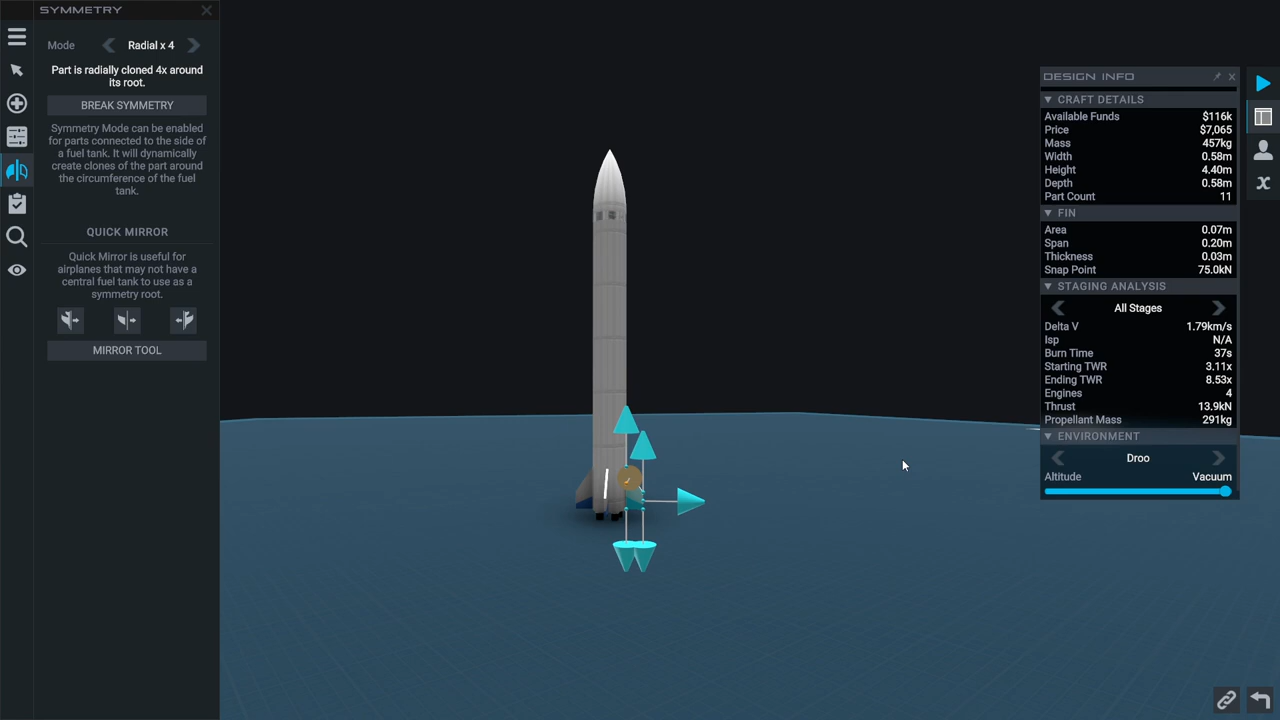 SYMMETRY
Mode
Radial x 4
Part is radially cloned 4x around
its root.
BREAK SYMMETRY
Symmetry Mode can be enabled
for parts connected to the side of
a fuel tank. It will dynamically
create clones of the part around
the circumference of the fuel
tank.
QUICK MIRROR
Quick Mirror is useful for
airplanes that may not have a
central fuel tank to use as a
symmetry root.
MIRROR TOOL
DESIGN INFO
CRAFT DETAILS
Available Funds $116k
Price $7,065
Mass 457kg
Width 0.58m
Height 4.40m
Depth 0.58m
Part Count 11
FIN
Area 0.07m
Span 0.20m
Thickness 0.03m
Snap Point 75.0kN
STAGING ANALYSIS
All Stages
Delta V 1.79km/s
Isp N/A
Burn Time 37s
Starting TWR 3.11x
Ending TWR 8.53x
Engines 4
Thrust 13.9kN
Propellant Mass 291kg
ENVIRONMENT
Droo
Altitude Vacuum